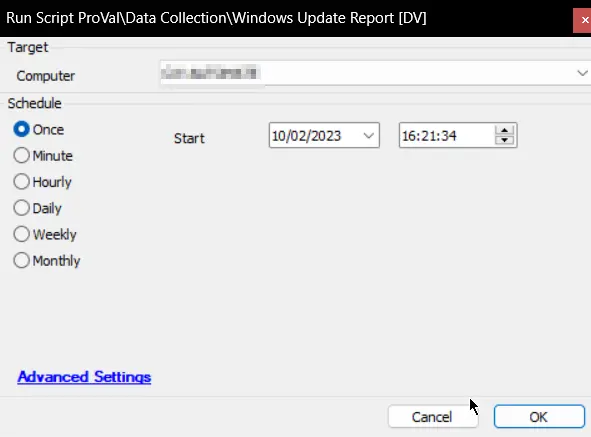 Run Script ProVal\Data Collection\Windows Update Report [DV]
Target
Computer
Schedule
Once
Start
10/02/2023
16:21:34
Minute
Hourly
Daily
Weekly
Monthly
Advanced Settings
Cancel
OK